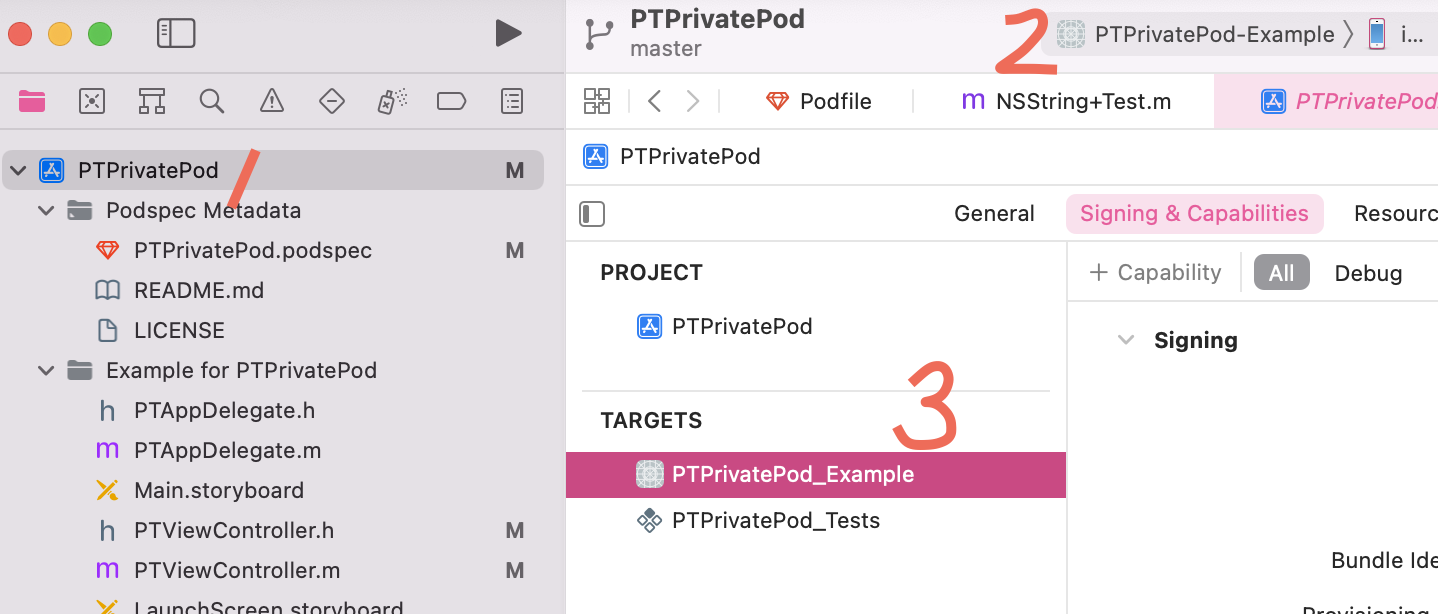 PTPrivatePod
master
2
PTPrivatePod-Example
i...
Podfile
m NSString+Test.m
PTPrivatePod
PTPrivatePod M
1
Podspec Metadata
PTPrivatePod.podspec M
README.md
LICENSE
Example for PTPrivatePod
h PTAppDelegate.h
m PTAppDelegate.m
Main.storyboard
h PTViewController.h M
m PTViewController.m M
LaunchScreen.storyboard
PTPrivatePod
General
Signing & Capabilities
Resourc
PROJECT
PTPrivatePod
3
TARGETS
PTPrivatePod_Example
PTPrivatePod_Tests
+ Capability
All
Debug
Signing
Bundle Ide
Provisioning